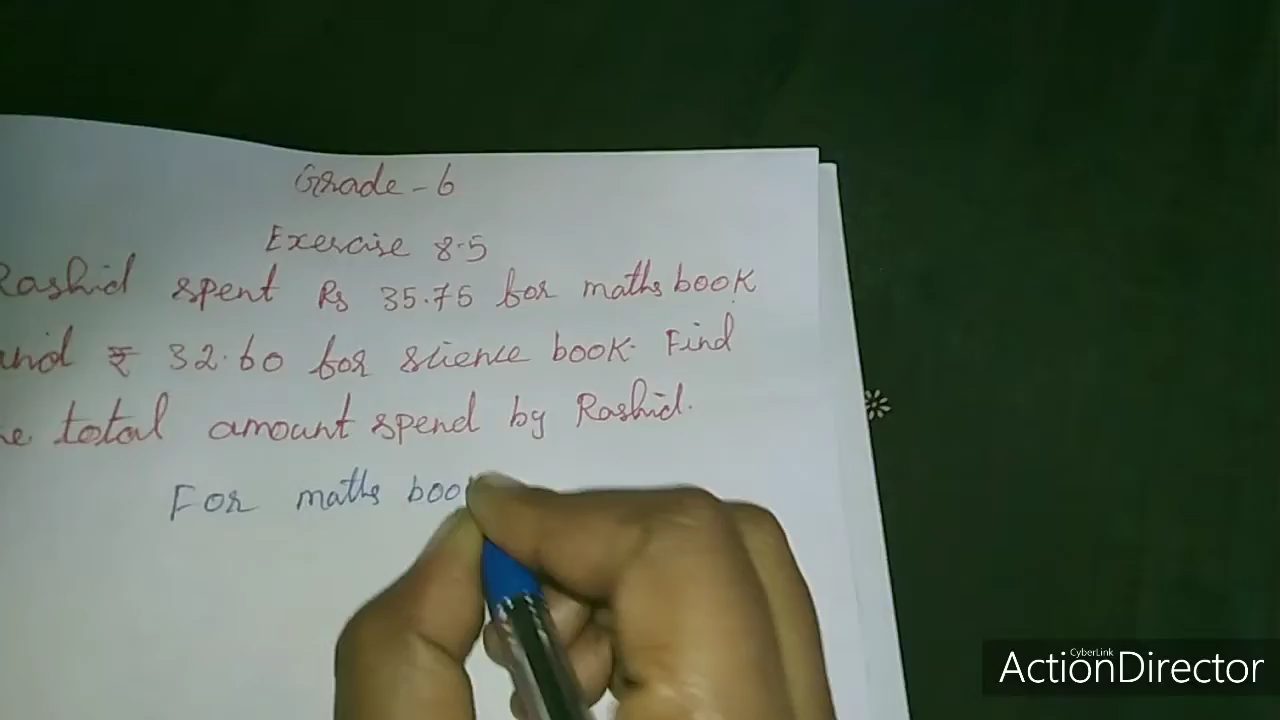 Grade - 6
Exercise 8.5
Rashid spent Rs 35.75 for maths book
and ₹ 32.60 for science book. Find
total amount spend by Rashid.
For maths boo
CyberLink
ActionDirector